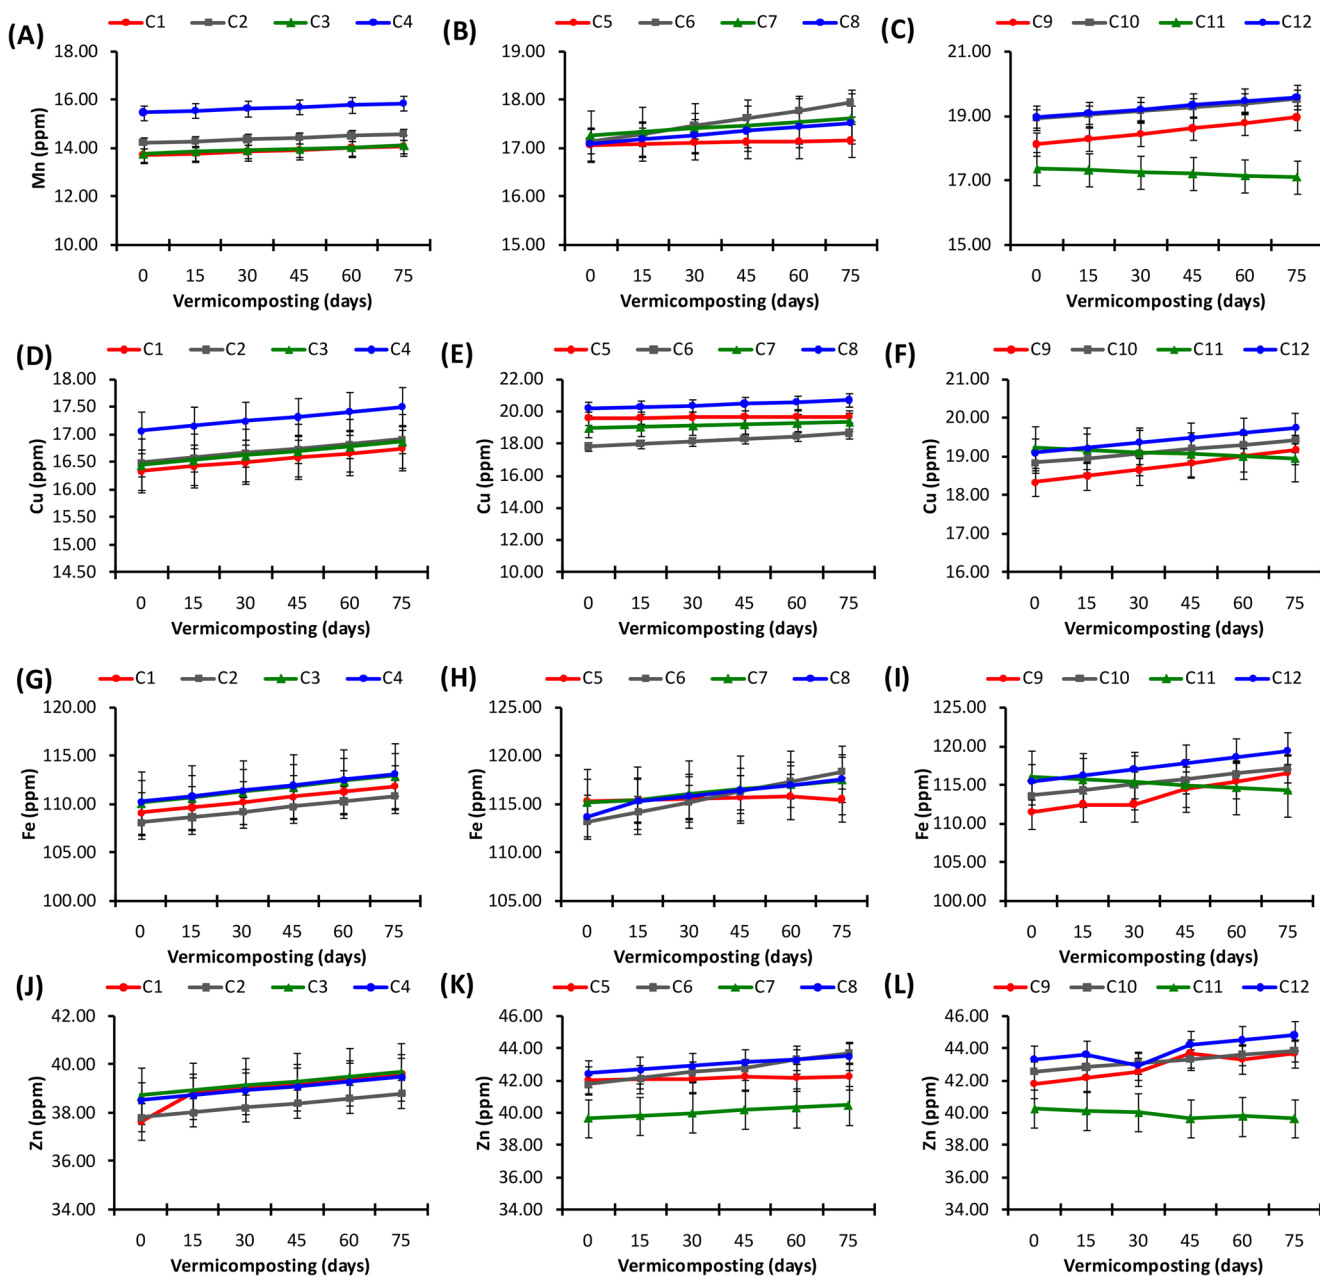 (A) C1 C2 C3 C4
Mn (ppm)
18.00
16.00
14.00
12.00
10.00
0 15 30 45 60 75
Vermicomposting (days)
(B) C5 C6 C7 C8
19.00
18.00
17.00
16.00
15.00
0 15 30 45 60 75
Vermicomposting (days)
(C) C9 C10 C11 C12
21.00
19.00
17.00
15.00
0 15 30 45 60 75
Vermicomposting (days)
(D) C1 C2 C3 C4
Cu (ppm)
18.00
17.50
17.00
16.50
16.00
15.50
15.00
14.50
0 15 30 45 60 75
Vermicomposting (days)
(E) C5 C6 C7 C8
Cu (ppm)
22.00
20.00
18.00
16.00
14.00
12.00
10.00
0 15 30 45 60 75
Vermicomposting (days)
(F) C9 C10 C11 C12
Cu (ppm)
21.00
20.00
19.00
18.00
17.00
16.00
0 15 30 45 60 75
Vermicomposting (days)
(G) C1 C2 C3 C4
Fe (ppm)
120.00
115.00
110.00
105.00
100.00
0 15 30 45 60 75
Vermicomposting (days)
(H) C5 C6 C7 C8
Fe (ppm)
125.00
120.00
115.00
110.00
105.00
0 15 30 45 60 75
Vermicomposting (days)
(I) C9 C10 C11 C12
Fe (ppm)
125.00
120.00
115.00
110.00
105.00
100.00
0 15 30 45 60 75
Vermicomposting (days)
(J) C1 C2 C3 C4
Zn (ppm)
42.00
40.00
38.00
36.00
34.00
0 15 30 45 60 75
Vermicomposting (days)
(K) C5 C6 C7 C8
Zn (ppm)
46.00
44.00
42.00
40.00
38.00
36.00
34.00
0 15 30 45 60 75
Vermicomposting (days)
(L) C9 C10 C11 C12
Zn (ppm)
46.00
44.00
42.00
40.00
38.00
36.00
34.00
0 15 30 45 60 75
Vermicomposting (days)